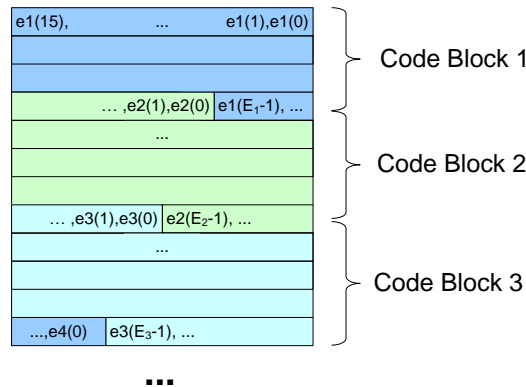 e1(15), ... e1(1),e1(0)
Code Block 1
... ,e2(1),e2(0) e1(E₁-1), ...
...
Code Block 2
... ,e3(1),e3(0) e2(E₂-1), ...
...
Code Block 3
...,e4(0) e3(E₃-1), ...
...